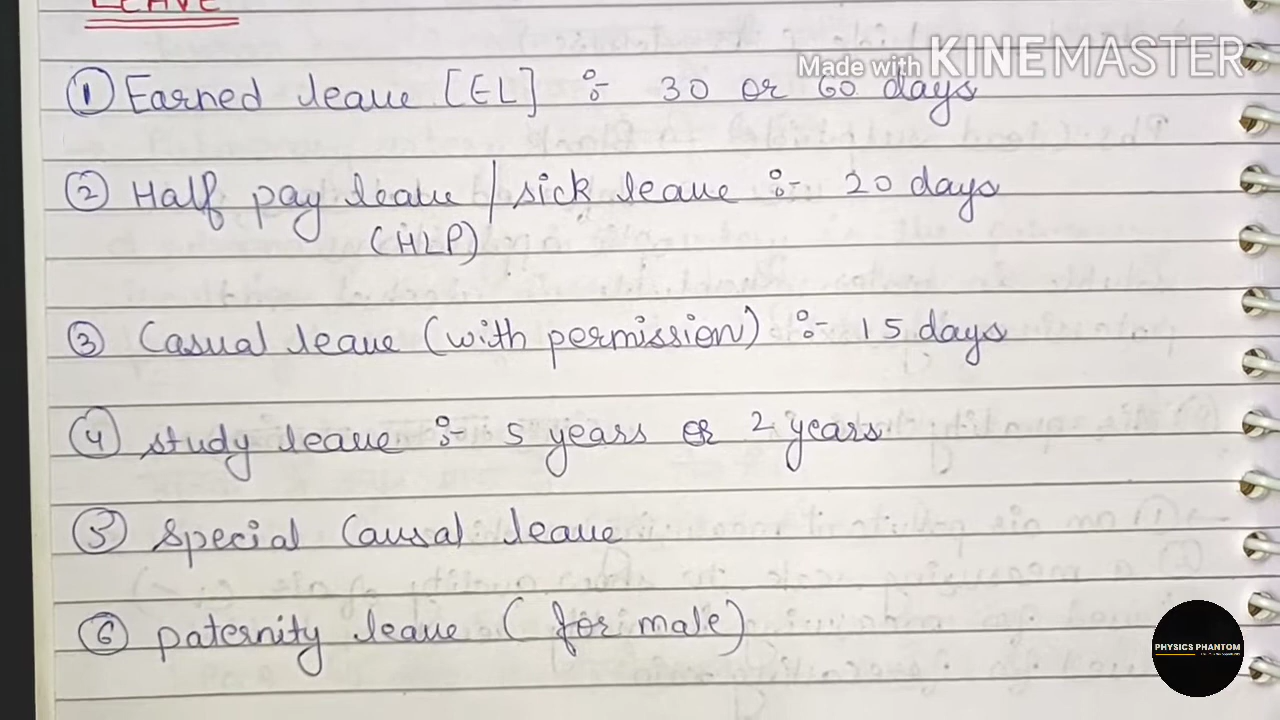 LEAVE
Made with KINEMASTER
① Earned leave [EL] :- 30 or 60 days
② Half pay leave / sick leave :- 20 days
(HLP)
③ Casual leave (with permission) :- 15 days
④ study leave :- 5 years or 2 years
⑤ special Causal leave
⑥ paternity leave ( for male)
PHYSICS PHANTOM